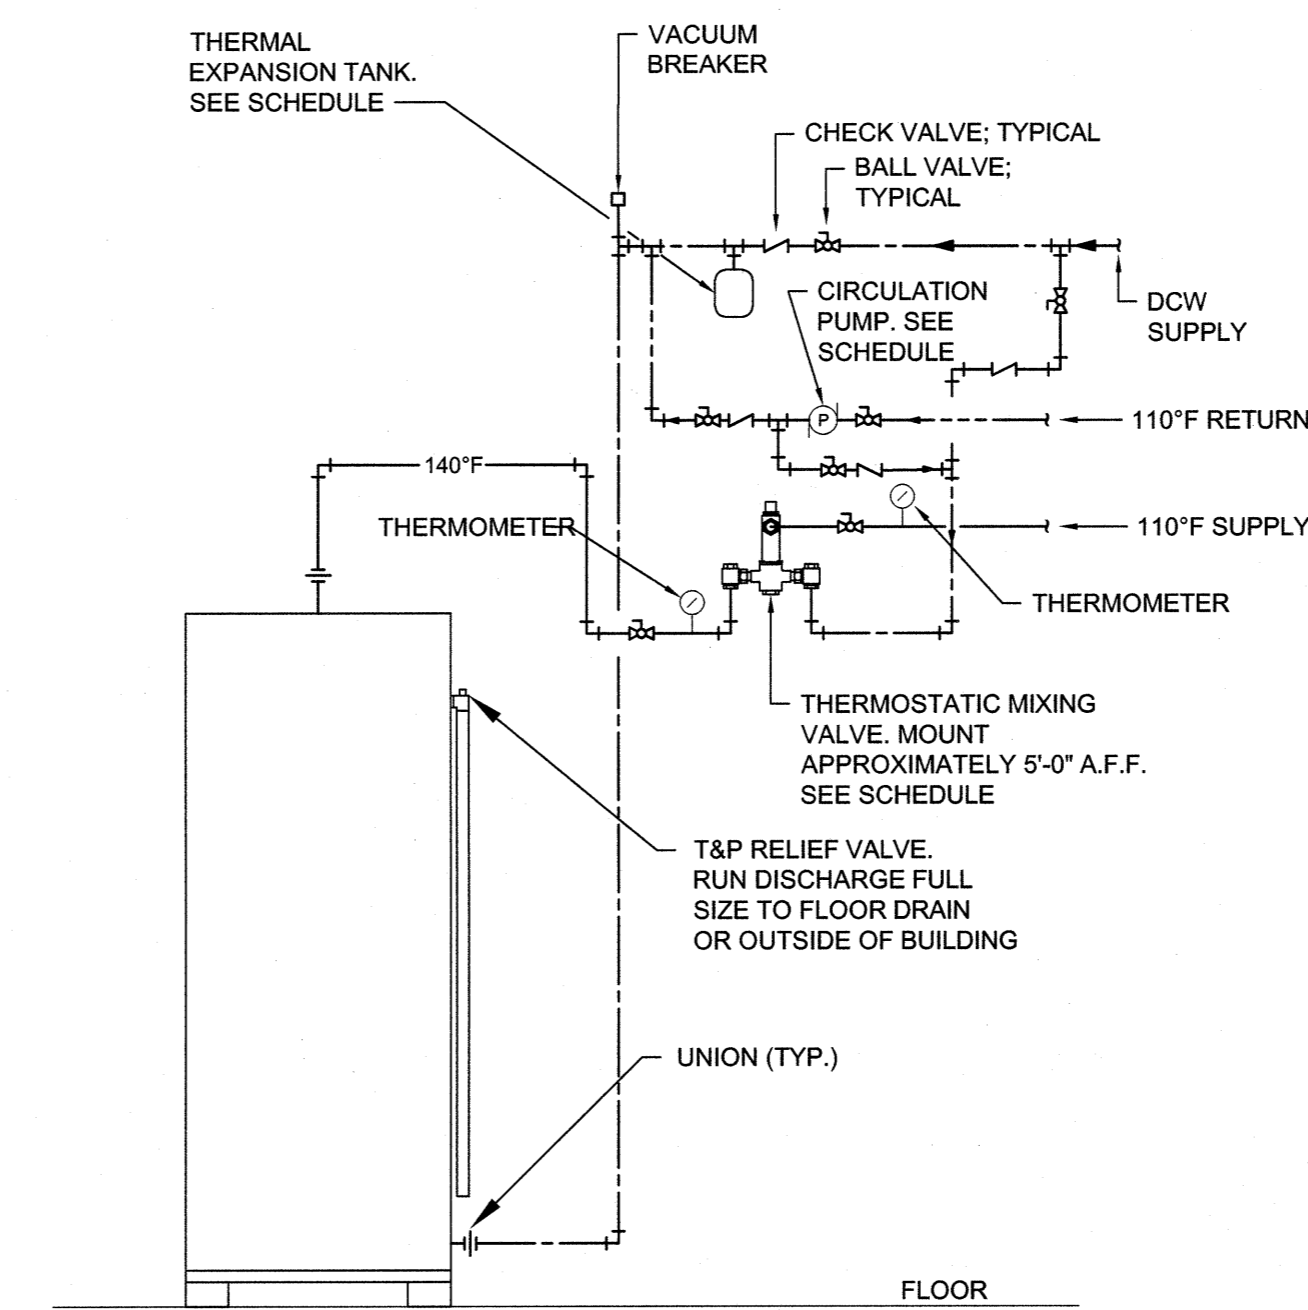 THERMAL
EXPANSION TANK.
SEE SCHEDULE
VACUUM
BREAKER
CHECK VALVE; TYPICAL
BALL VALVE;
TYPICAL
CIRCULATION
PUMP. SEE
SCHEDULE
DCW
SUPPLY
P
110°F RETURN
140°F
THERMOMETER
110°F SUPPLY
THERMOMETER
THERMOSTATIC MIXING
VALVE. MOUNT
APPROXIMATELY 5'-0" A.F.F.
SEE SCHEDULE
T&P RELIEF VALVE.
RUN DISCHARGE FULL
SIZE TO FLOOR DRAIN
OR OUTSIDE OF BUILDING
UNION (TYP.)
FLOOR